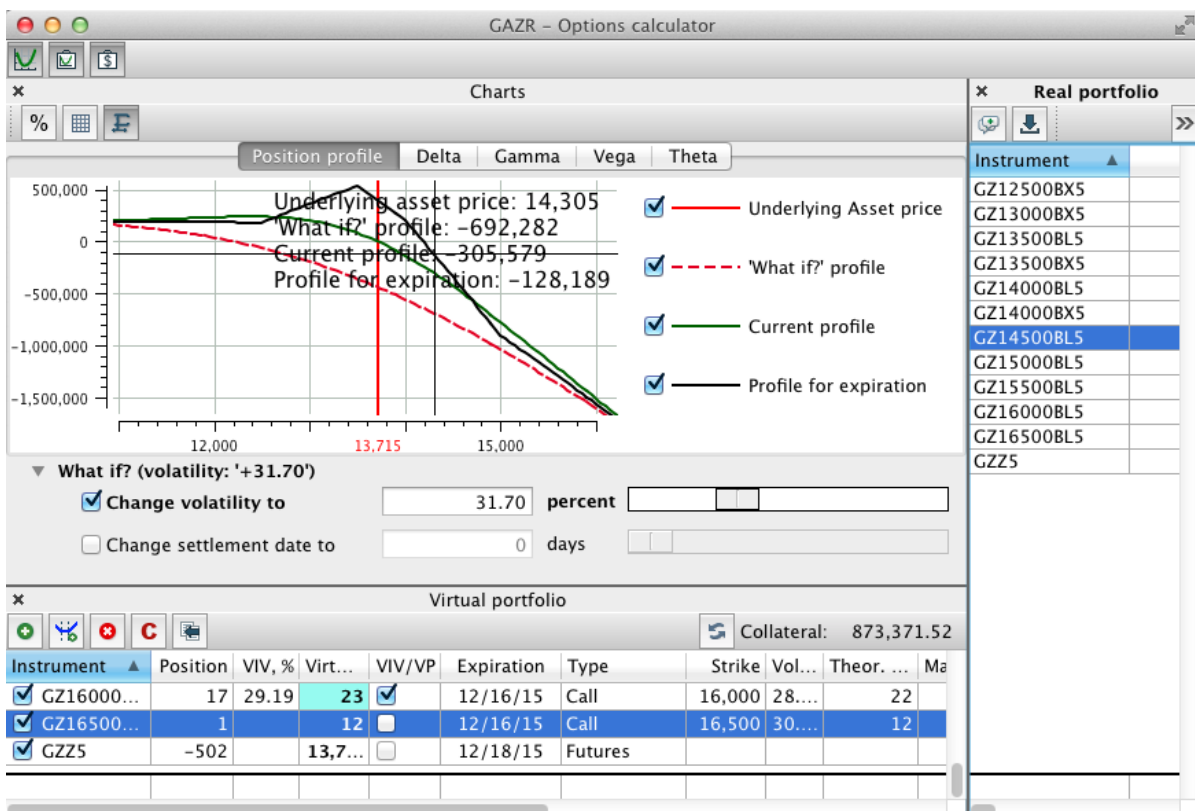 GAZR – Options calculator
$
Charts
%
Position profile Delta Gamma Vega Theta
500,000
0
−500,000
−1,000,000
−1,500,000
Underlying asset price: 14,305
'What if?' profile: −692,282
Current profile: −305,579
Profile for expiration: −128,189
12,000 13,715 15,000
Underlying Asset price
'What if?' profile
Current profile
Profile for expiration
What if? (volatility: '+31.70')
Change volatility to 31.70 percent
Change settlement date to 0 days
Real portfolio
Instrument
GZ12500BX5
GZ13000BX5
GZ13500BL5
GZ13500BX5
GZ14000BL5
GZ14000BX5
GZ14500BL5
GZ15000BL5
GZ15500BL5
GZ16000BL5
GZ16500BL5
GZZ5
Virtual portfolio
C Collateral: 873,371.52
Instrument Position VIV, % Virt... VIV/VP Expiration Type Strike Vol... Theor. ... Ma
GZ16000... 17 29.19 23 12/16/15 Call 16,000 28.... 22
GZ16500... 1 12 12/16/15 Call 16,500 30.... 12
GZZ5 −502 13,7... 12/18/15 Futures